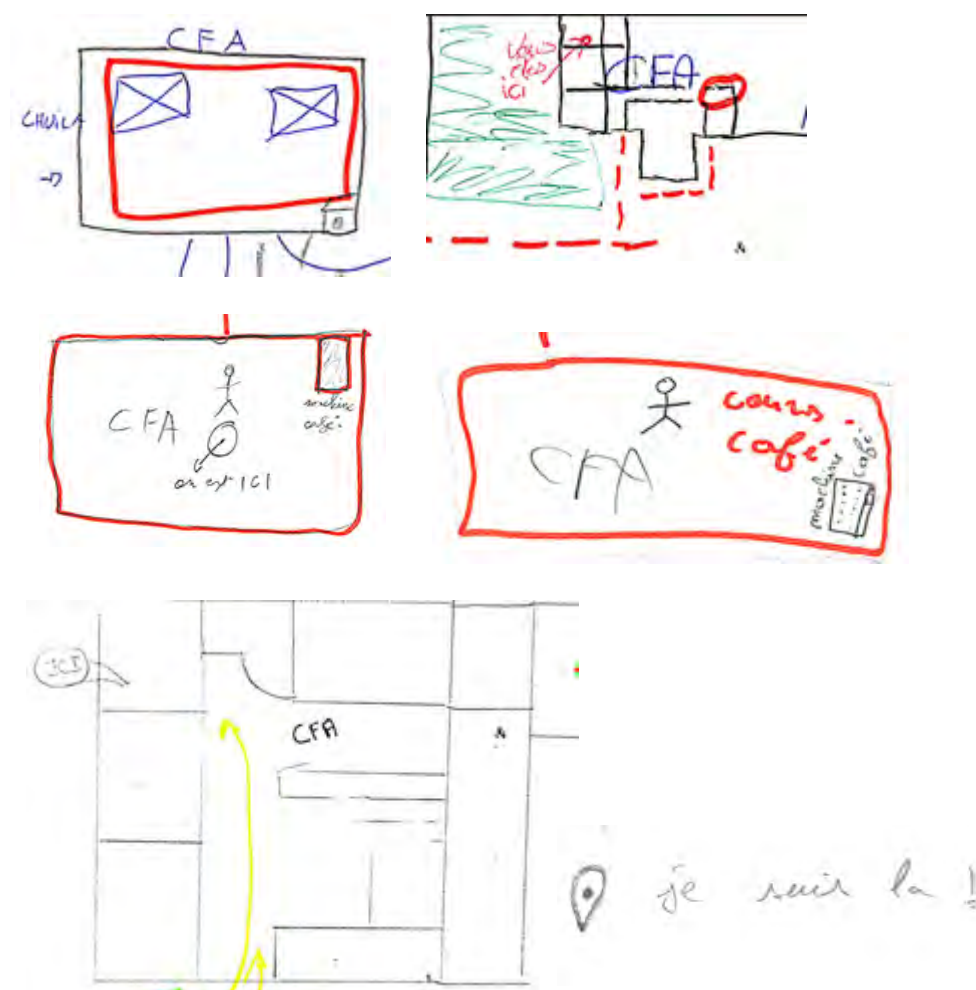 CFA
Vous
êtes
ici
CFA
CFA
machine
café
on est ICI
cours.
café
CFA
machine
café
ICI
CFA
je suis la !